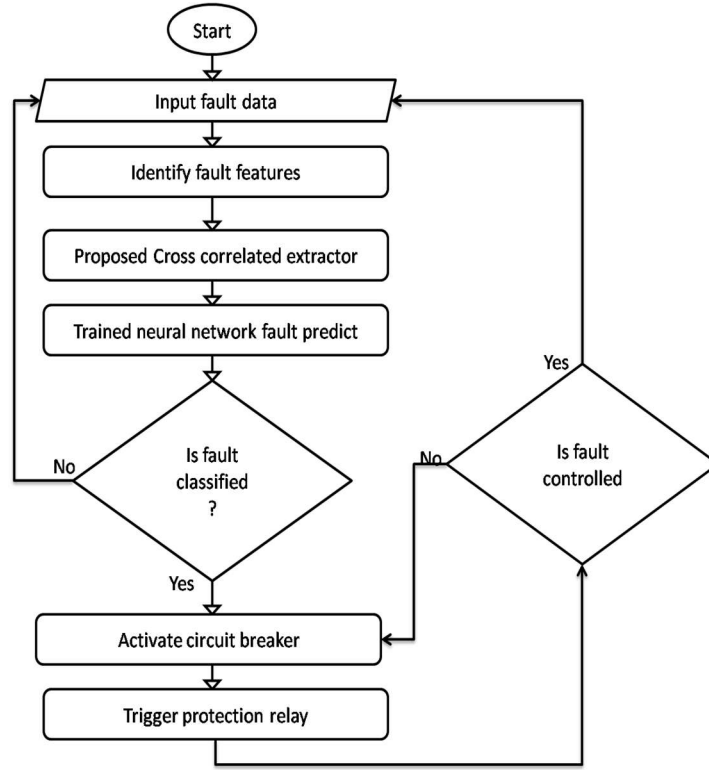 Start
Input fault data
Identify fault features
Proposed Cross correlated extractor
Trained neural network fault predict
Yes
Is fault
classified
?
No
No
Is fault
controlled
Yes
Activate circuit breaker
Trigger protection relay